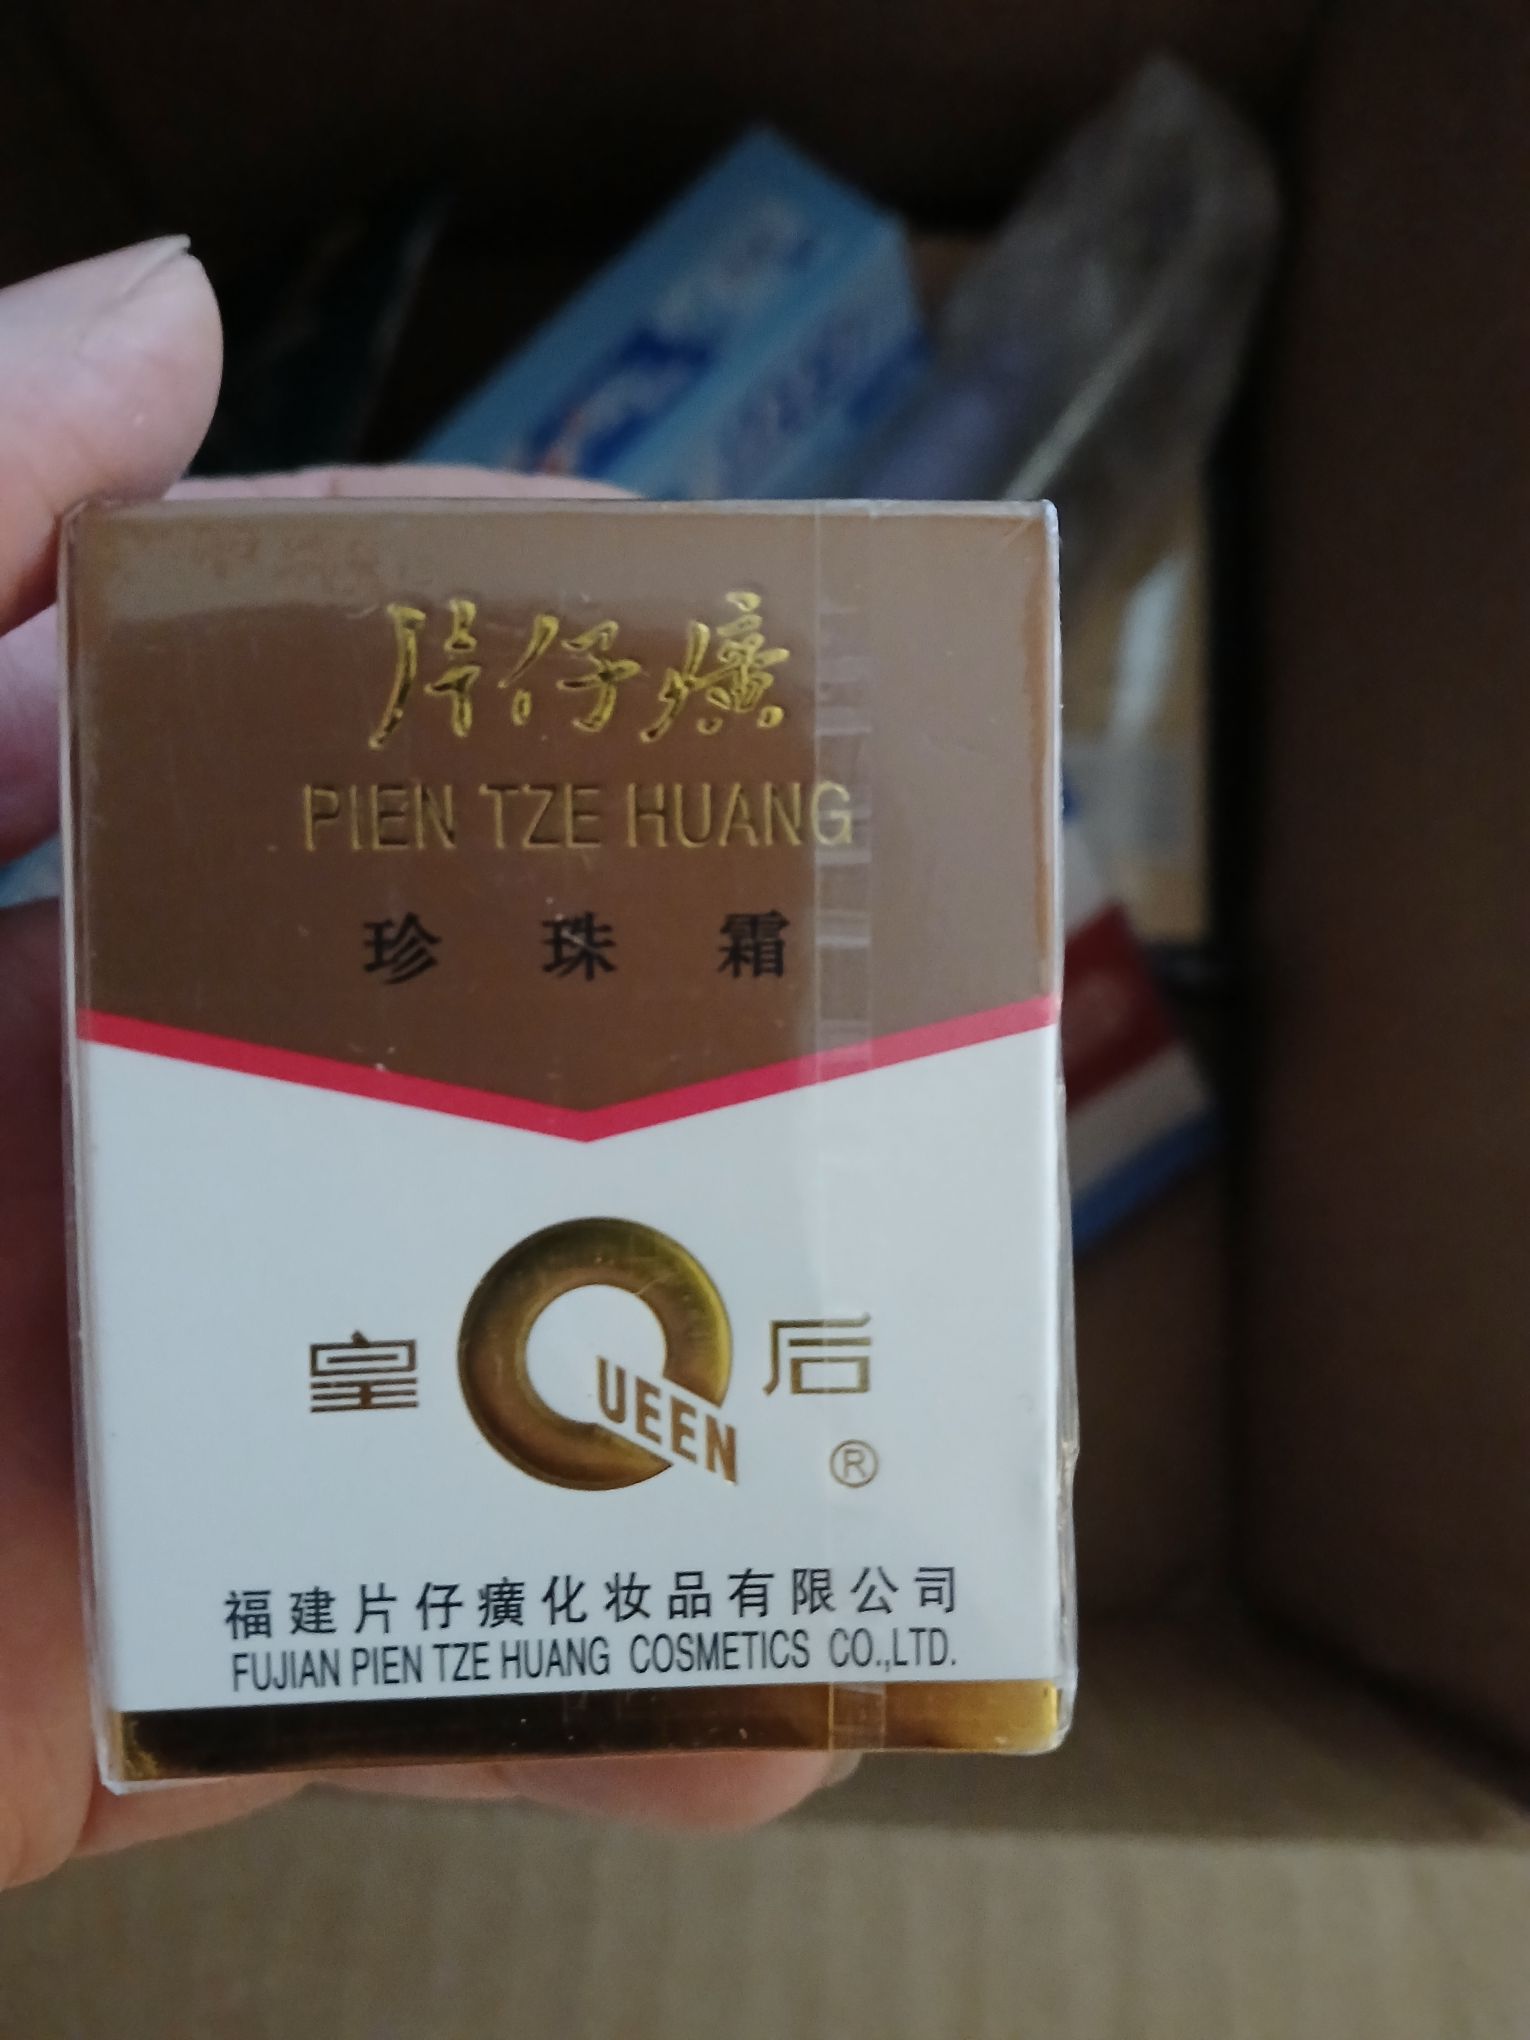 片仔癀
PIEN TZE HUANG
珍珠霜
皇 QUEEN 后
®
福建片仔癀化妆品有限公司
FUJIAN PIEN TZE HUANG COSMETICS CO.,LTD.